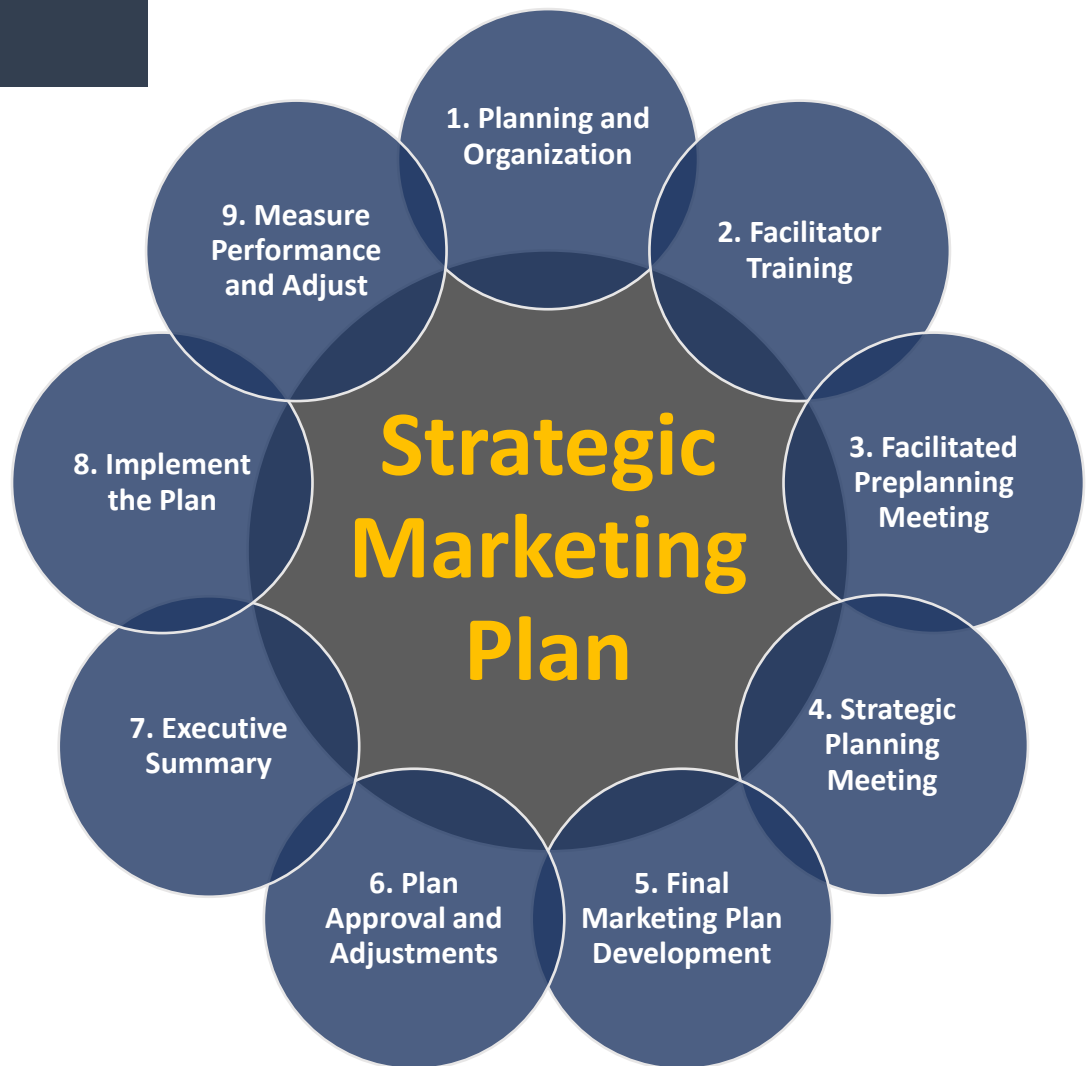 1. Planning and
Organization
2. Facilitator
Training
3. Facilitated
Preplanning
Meeting
4. Strategic
Planning
Meeting
5. Final
Marketing Plan
Development
6. Plan
Approval and
Adjustments
7. Executive
Summary
8. Implement
the Plan
9. Measure
Performance
and Adjust
Strategic
Marketing
Plan